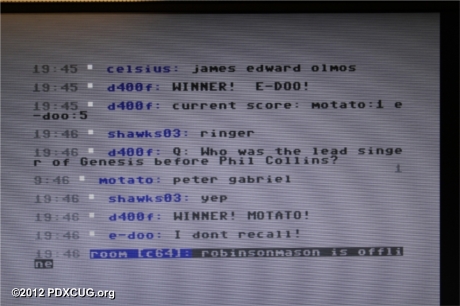 19:45 ▪ celsius: james edward olmos
19:45 ▪ d400f: WINNER!  E-DOO!
19:45 ▪ d400f: current score: motato:1 e
-doo:5
19:46 ▪ shawks03: ringer
19:46 ▪ d400f: Q: Who was the lead singe
r of Genesis before Phil Collins?
1
9:46 ▪ motato: peter gabriel
19:46 ▪ shawks03: yep
19:46 ▪ d400f: WINNER! MOTATO!
19:46 ▪ e-doo: I dont recall!
19:46 room [c64]: robinsonmason is offli
ne
©2012 PDXCUG.org